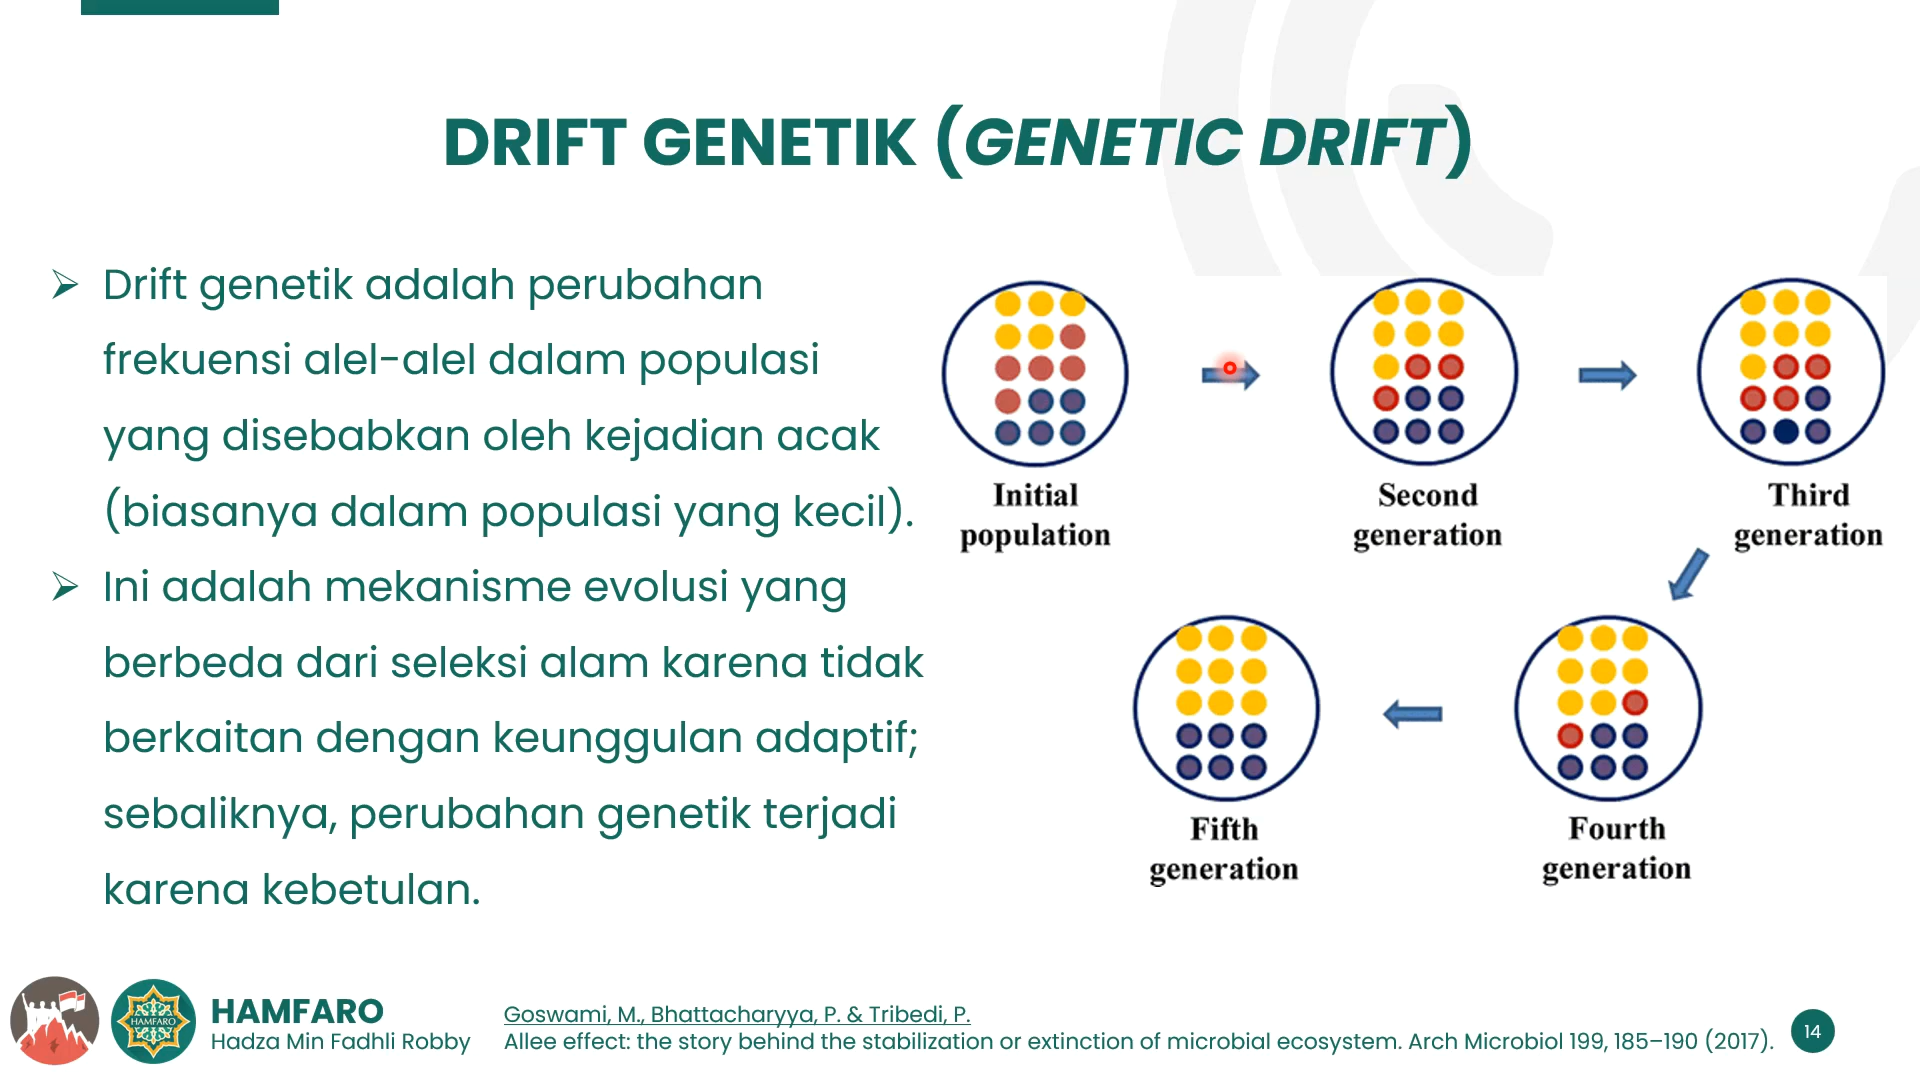 DRIFT GENETIK (GENETIC DRIFT)
➢ Drift genetik adalah perubahan
frekuensi alel-alel dalam populasi
yang disebabkan oleh kejadian acak
(biasanya dalam populasi yang kecil).
➢ Ini adalah mekanisme evolusi yang
berbeda dari seleksi alam karena tidak
berkaitan dengan keunggulan adaptif;
sebaliknya, perubahan genetik terjadi
karena kebetulan.
Initial
population
Second
generation
Third
generation
Fifth
generation
Fourth
generation
HAMFARO
HAMFARO
Hadza Min Fadhli Robby
Goswami, M., Bhattacharyya, P. & Tribedi, P.
Allee effect: the story behind the stabilization or extinction of microbial ecosystem. Arch Microbiol 199, 185–190 (2017).
14